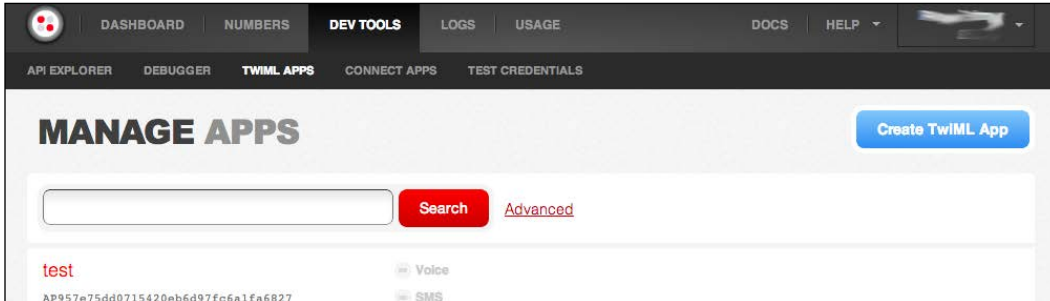 DASHBOARD NUMBERS DEV TOOLS LOGS USAGE DOCS HELP
API EXPLORER DEBUGGER TWIML APPS CONNECT APPS TEST CREDENTIALS
MANAGE APPS Create TwiML App
Search Advanced
test Voice
AP957e75dd0715420eb6d97fc6a1fa6827 SMS